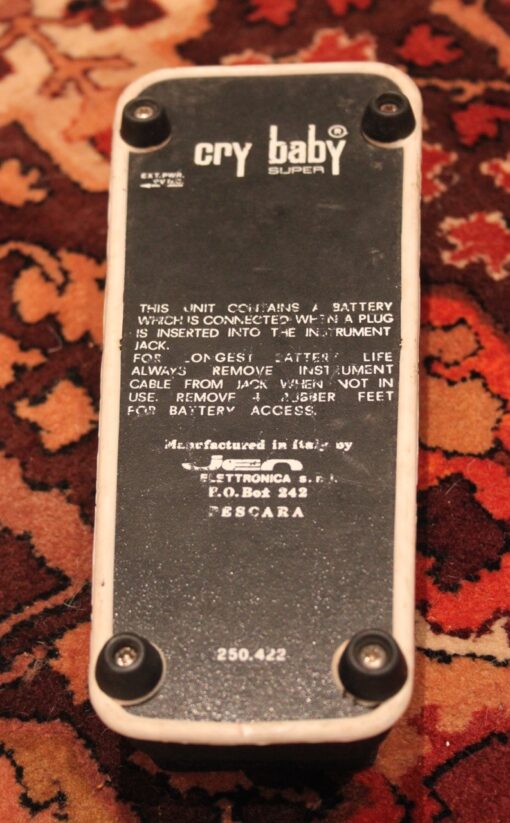 cry baby®
SUPER
EXT. PWR.
THIS UNIT CONTAINS A BATTERY
WHICH IS CONNECTED WHEN A PLUG
IS INSERTED INTO THE INSTRUMENT
JACK.
FOR LONGEST BATTERY LIFE
ALWAYS REMOVE INSTRUMENT
CABLE FROM JACK WHEN NOT IN
USE. REMOVE 4 RUBBER FEET
FOR BATTERY ACCESS.
Manufactured in Italy by
Jen
ELETTRONICA s.r.l.
P.O.Box 242
PESCARA
250.422